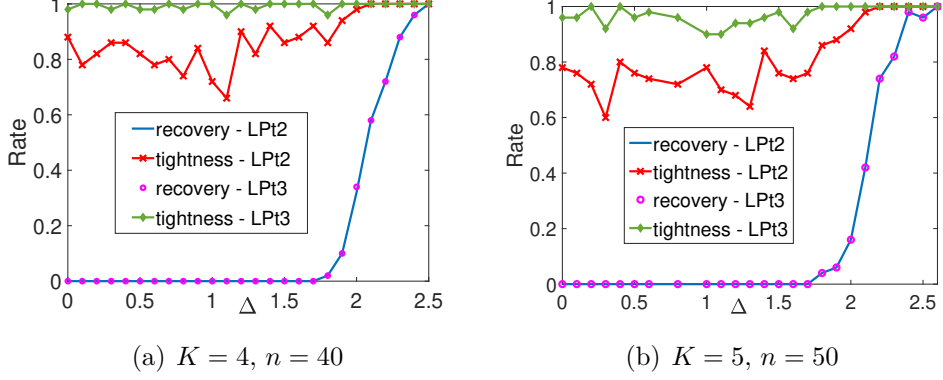 1
0.8
0.6
0.4
0.2
0
Rate
recovery - LPt2
tightness - LPt2
recovery - LPt3
tightness - LPt3
0 0.5 1 1.5 2 2.5
Δ
(a) K = 4, n = 40
1
0.8
0.6
0.4
0.2
0
Rate
recovery - LPt2
tightness - LPt2
recovery - LPt3
tightness - LPt3
0 0.5 1 1.5 2 2.5
Δ
(b) K = 5, n = 50